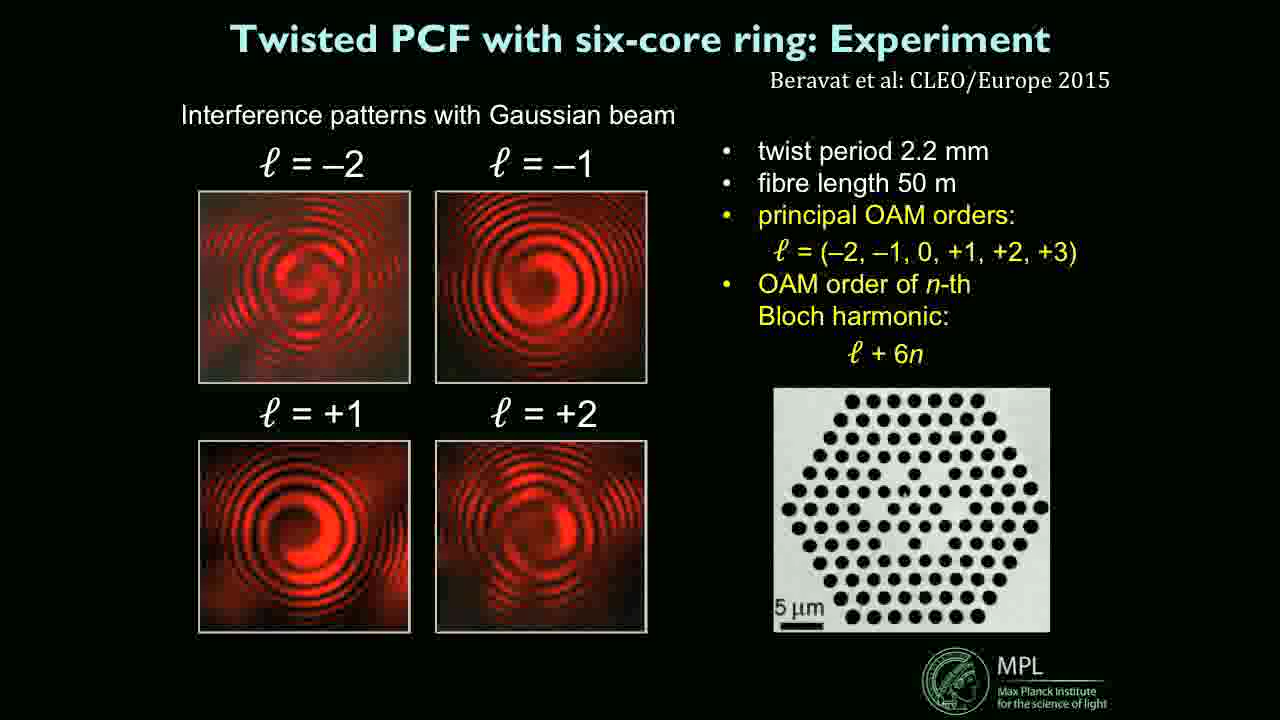 Twisted PCF with six-core ring: Experiment
Beravat et al: CLEO/Europe 2015
Interference patterns with Gaussian beam
ℓ = –2
ℓ = –1
ℓ = +1
ℓ = +2
• twist period 2.2 mm
• fibre length 50 m
• principal OAM orders:
ℓ = (–2, –1, 0, +1, +2, +3)
• OAM order of n-th
Bloch harmonic:
ℓ + 6n
5 µm
MPL
Max Planck Institute
for the science of light